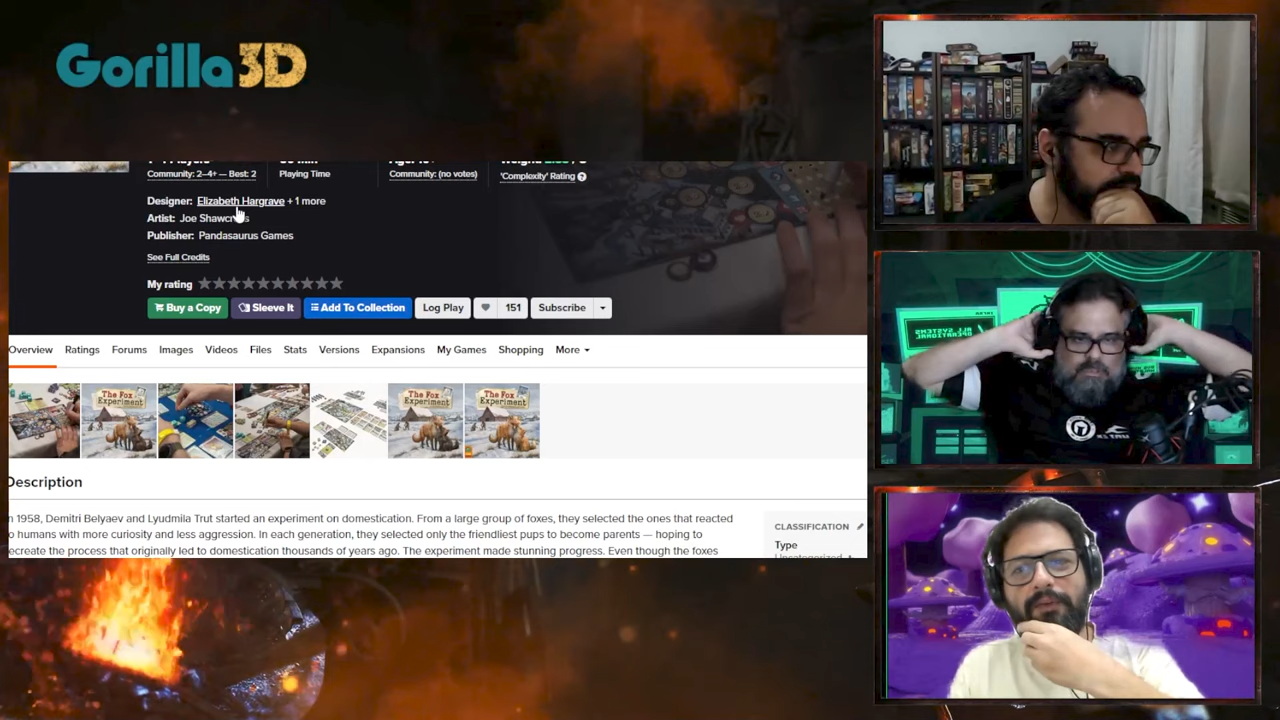 Gorilla3D
Community: 2–4+ — Best: 2
Playing Time
Community: (no votes)
'Complexity' Rating
Designer: Elizabeth Hargrave + 1 more
Artist: Joe Shawc
Publisher: Pandasaurus Games
See Full Credits
My rating
Buy a Copy
Sleeve It
Add To Collection
Log Play
151
Subscribe
Overview
Ratings
Forums
Images
Videos
Files
Stats
Versions
Expansions
My Games
Shopping
More
The Fox Experiment
The Fox Experiment
The Fox Experiment
Description
n 1958, Demitri Belyaev and Lyudmila Trut started an experiment on domestication. From a large group of foxes, they selected the ones that reacted
o humans with more curiosity and less aggression. In each generation, they selected only the friendliest pups to become parents — hoping to
ecreate the process that originally led to domestication thousands of years ago. The experiment made stunning progress. Even though the foxes
CLASSIFICATION
Type
ALL SYSTEMS
OPERATIONAL